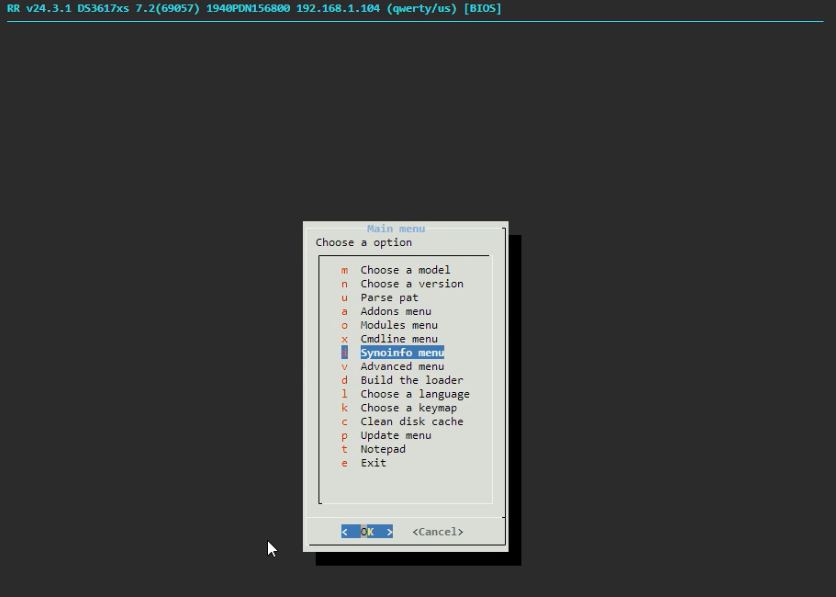 RR v24.3.1 DS3617xs 7.2(69057) 1940PDN156800 192.168.1.104 (qwerty/us) [BIOS]
Main menu
Choose a option
m Choose a model
n Choose a version
u Parse pat
a Addons menu
o Modules menu
x Cmdline menu
Synoinfo menu
v Advanced menu
d Build the loader
l Choose a language
k Choose a keymap
c Clean disk cache
p Update menu
t Notepad
e Exit
< OK > <Cancel>